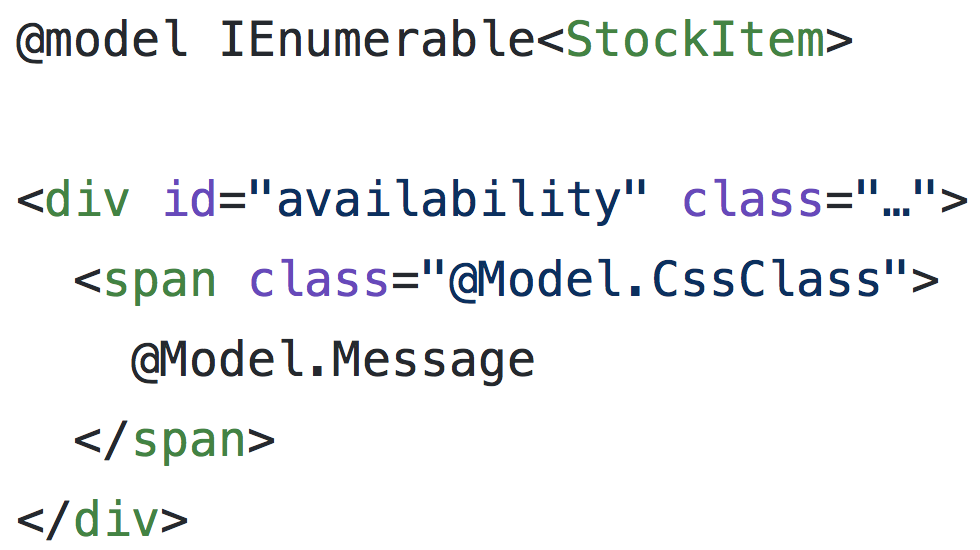 @model IEnumerable<StockItem>
<div id="availability" class="…">
<span class="@Model.CssClass">
@Model.Message
</span>
</div>